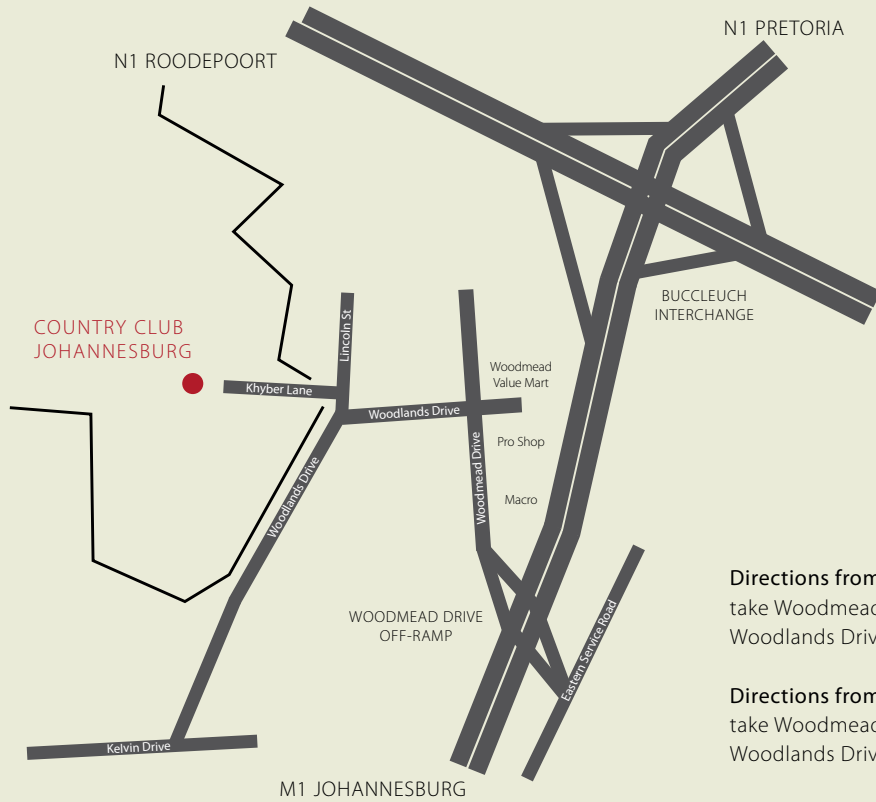 N1 PRETORIA
N1 ROODEPOORT
BUCCLEUCH
INTERCHANGE
COUNTRY CLUB
JOHANNESBURG
Lincoln St
Khyber Lane
Woodlands Drive
Woodmead
Value Mart
Pro Shop
Woodmead Drive
Macro
Woodlands Drive
WOODMEAD DRIVE
OFF-RAMP
Eastern Service Road
Kelvin Drive
M1 JOHANNESBURG
Directions from
take Woodmead
Woodlands Driv
Directions from
take Woodmead
Woodlands Driv